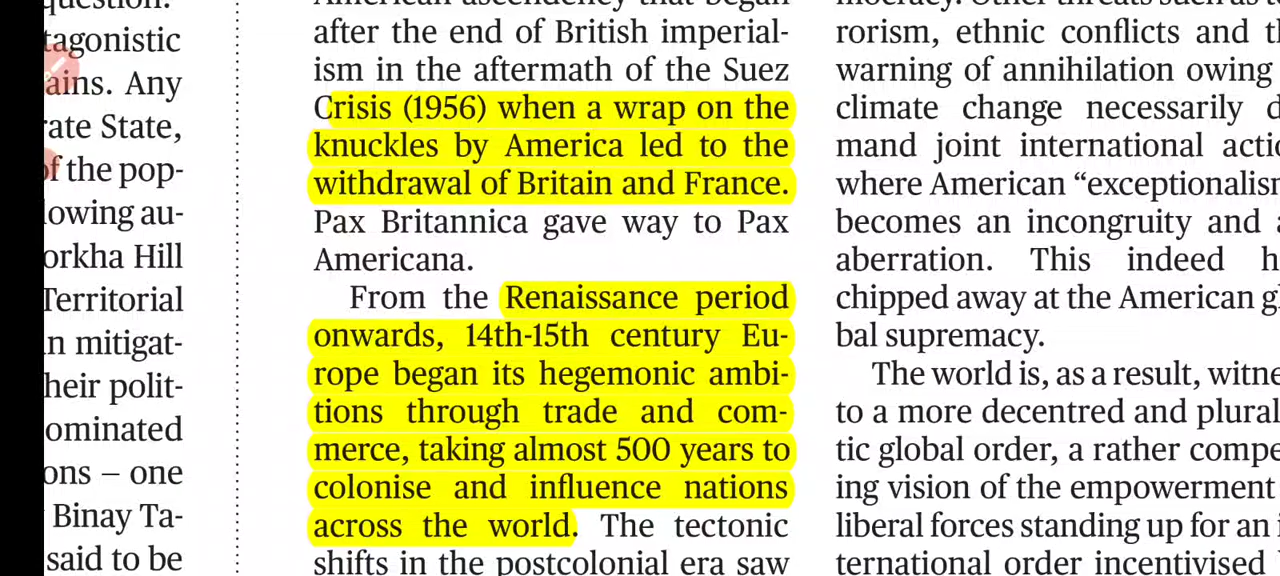 tagonistic
ains. Any
rate State,
of the pop-
lowing au-
orkha Hill
Territorial
in mitigat-
heir polit-
ominated
ons – one
Binay Ta-
said to be
American ascendency that began
after the end of British imperial-
ism in the aftermath of the Suez
Crisis (1956) when a wrap on the
knuckles by America led to the
withdrawal of Britain and France.
Pax Britannica gave way to Pax
Americana.
From the Renaissance period
onwards, 14th-15th century Eu-
rope began its hegemonic ambi-
tions through trade and com-
merce, taking almost 500 years to
colonise and influence nations
across the world. The tectonic
shifts in the postcolonial era saw
rorism, ethnic conflicts and th
warning of annihilation owing
climate change necessarily d
mand joint international actio
where American “exceptionalism
becomes an incongruity and a
aberration. This indeed h
chipped away at the American gl
bal supremacy.
The world is, as a result, witne
to a more decentred and plural
tic global order, a rather compe
ing vision of the empowerment
liberal forces standing up for an i
ternational order incentivised